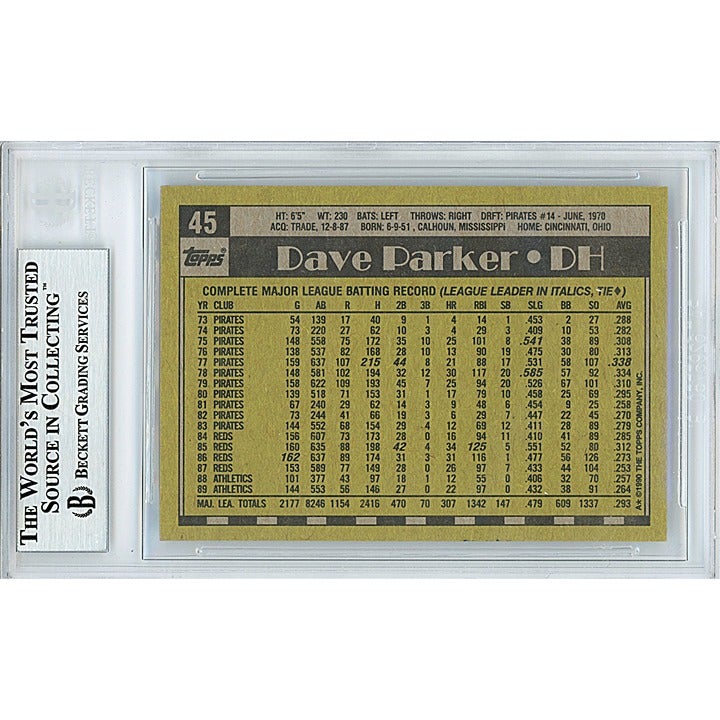 45
HT: 6'5" WT: 230 BATS: LEFT THROWS: RIGHT DRFT: PIRATES #14 - JUNE, 1970
ACQ: TRADE, 12-8-87 BORN: 6-9-51, CALHOUN, MISSISSIPPI HOME: CINCINNATI, OHIO
Topps
Dave Parker • DH
COMPLETE MAJOR LEAGUE BATTING RECORD (LEAGUE LEADER IN ITALICS, TIE♦)
YR CLUB G AB R H 2B 3B HR RBI SB SLG BB SO AVG
73 PIRATES 54 139 17 40 9 1 4 14 1 .453 2 27 .288
74 PIRATES 73 220 27 62 10 3 4 29 3 .409 10 53 .282
75 PIRATES 148 558 75 172 35 10 25 101 8 .541 38 89 .308
76 PIRATES 138 537 82 168 28 10 13 90 19 .475 30 80 .313
77 PIRATES 159 637 107 215 44 8 21 88 17 .531 58 107 .338
78 PIRATES 148 581 102 194 32 12 30 117 20 .585 57 92 .334
79 PIRATES 158 622 109 193 45 7 25 94 20 .526 67 101 .310
80 PIRATES 139 518 71 153 31 1 17 79 10 .458 25 69 .295
81 PIRATES 67 240 29 62 14 3 9 48 6 .454 9 25 .258
82 PIRATES 73 244 41 66 19 3 6 29 7 .447 22 45 .270
83 PIRATES 144 552 68 154 29 4 12 69 12 .411 28 89 .279
84 REDS 156 607 73 173 28 0 16 94 11 .410 41 89 .285
85 REDS 160 635 88 198 42 4 34 125 5 .551 52 80 .312
86 REDS 162 637 89 174 31 3 31 116 1 .477 56 126 .273
87 REDS 153 589 77 149 28 0 26 97 7 .433 44 104 .253
88 ATHLETICS 101 377 43 97 18 1 12 55 0 .406 32 70 .257
89 ATHLETICS 144 553 56 146 27 0 22 97 0 .432 38 91 .264
MAJ. LEA. TOTALS 2177 8246 1154 2416 470 70 307 1342 147 .479 609 1337 .293
A* ©1990 THE TOPPS COMPANY, INC.
THE WORLD'S MOST TRUSTED
SOURCE IN COLLECTING™
BECKETT GRADING SERVICES
B